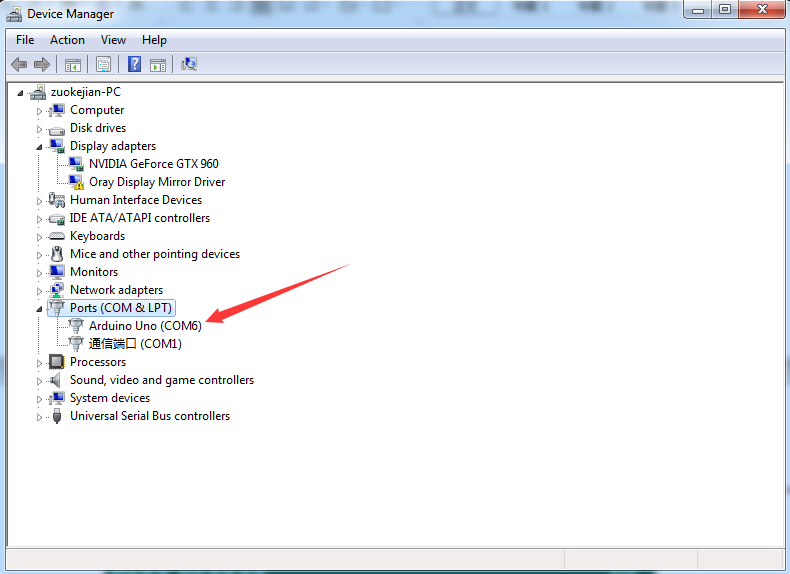 Device Manager
File Action View Help
zuokejian-PC
Computer
Disk drives
Display adapters
NVIDIA GeForce GTX 960
Oray Display Mirror Driver
Human Interface Devices
IDE ATA/ATAPI controllers
Keyboards
Mice and other pointing devices
Monitors
Network adapters
Ports (COM & LPT)
Arduino Uno (COM6)
通信端口 (COM1)
Processors
Sound, video and game controllers
System devices
Universal Serial Bus controllers